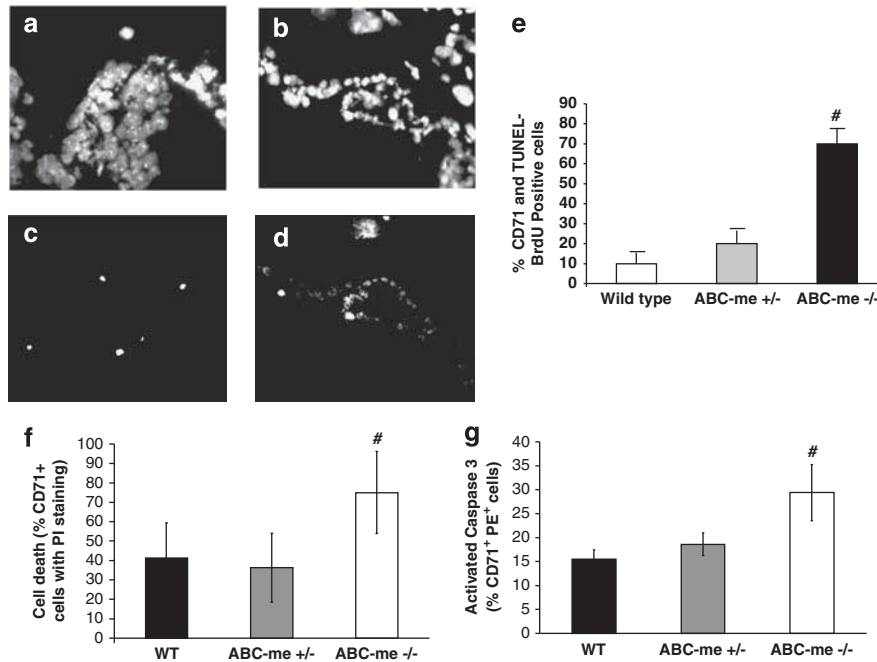 a
b
c
d
e
% CD71 and TUNEL-
BrdU Positive cells
90
80
70
60
50
40
30
20
10
0
#
Wild type
ABC-me +/-
ABC-me -/-
f
Cell death (% CD71+
cells with PI staining)
100
90
80
70
60
50
40
30
20
10
0
#
WT
ABC-me +/-
ABC-me -/-
g
Activated Caspase 3
(% CD71+ PE+ cells)
40
35
30
25
20
15
10
5
0
#
WT
ABC-me +/-
ABC-me -/-